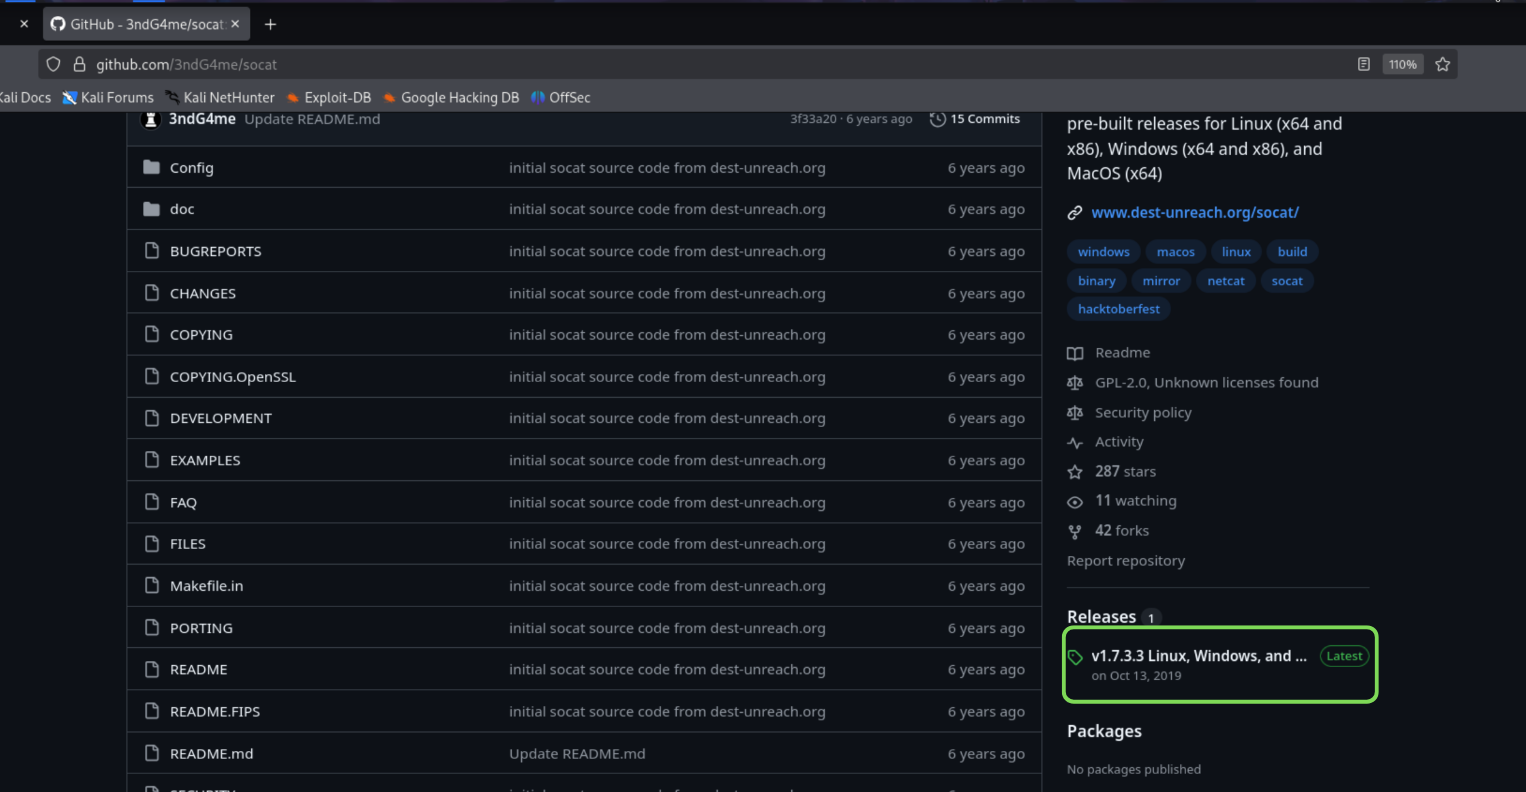 GitHub - 3ndG4me/socat
github.com/3ndG4me/socat
110%
Kali Docs Kali Forums Kali NetHunter Exploit-DB Google Hacking DB OffSec
3ndG4me Update README.md 3f33a20 · 6 years ago 15 Commits
Config initial socat source code from dest-unreach.org 6 years ago
doc initial socat source code from dest-unreach.org 6 years ago
BUGREPORTS initial socat source code from dest-unreach.org 6 years ago
CHANGES initial socat source code from dest-unreach.org 6 years ago
COPYING initial socat source code from dest-unreach.org 6 years ago
COPYING.OpenSSL initial socat source code from dest-unreach.org 6 years ago
DEVELOPMENT initial socat source code from dest-unreach.org 6 years ago
EXAMPLES initial socat source code from dest-unreach.org 6 years ago
FAQ initial socat source code from dest-unreach.org 6 years ago
FILES initial socat source code from dest-unreach.org 6 years ago
Makefile.in initial socat source code from dest-unreach.org 6 years ago
PORTING initial socat source code from dest-unreach.org 6 years ago
README initial socat source code from dest-unreach.org 6 years ago
README.FIPS initial socat source code from dest-unreach.org 6 years ago
README.md Update README.md 6 years ago
pre-built releases for Linux (x64 and
x86), Windows (x64 and x86), and
MacOS (x64)
www.dest-unreach.org/socat/
windows macos linux build
binary mirror netcat socat
hacktoberfest
Readme
GPL-2.0, Unknown licenses found
Security policy
Activity
287 stars
11 watching
42 forks
Report repository
Releases 1
v1.7.3.3 Linux, Windows, and ... Latest
on Oct 13, 2019
Packages
No packages published